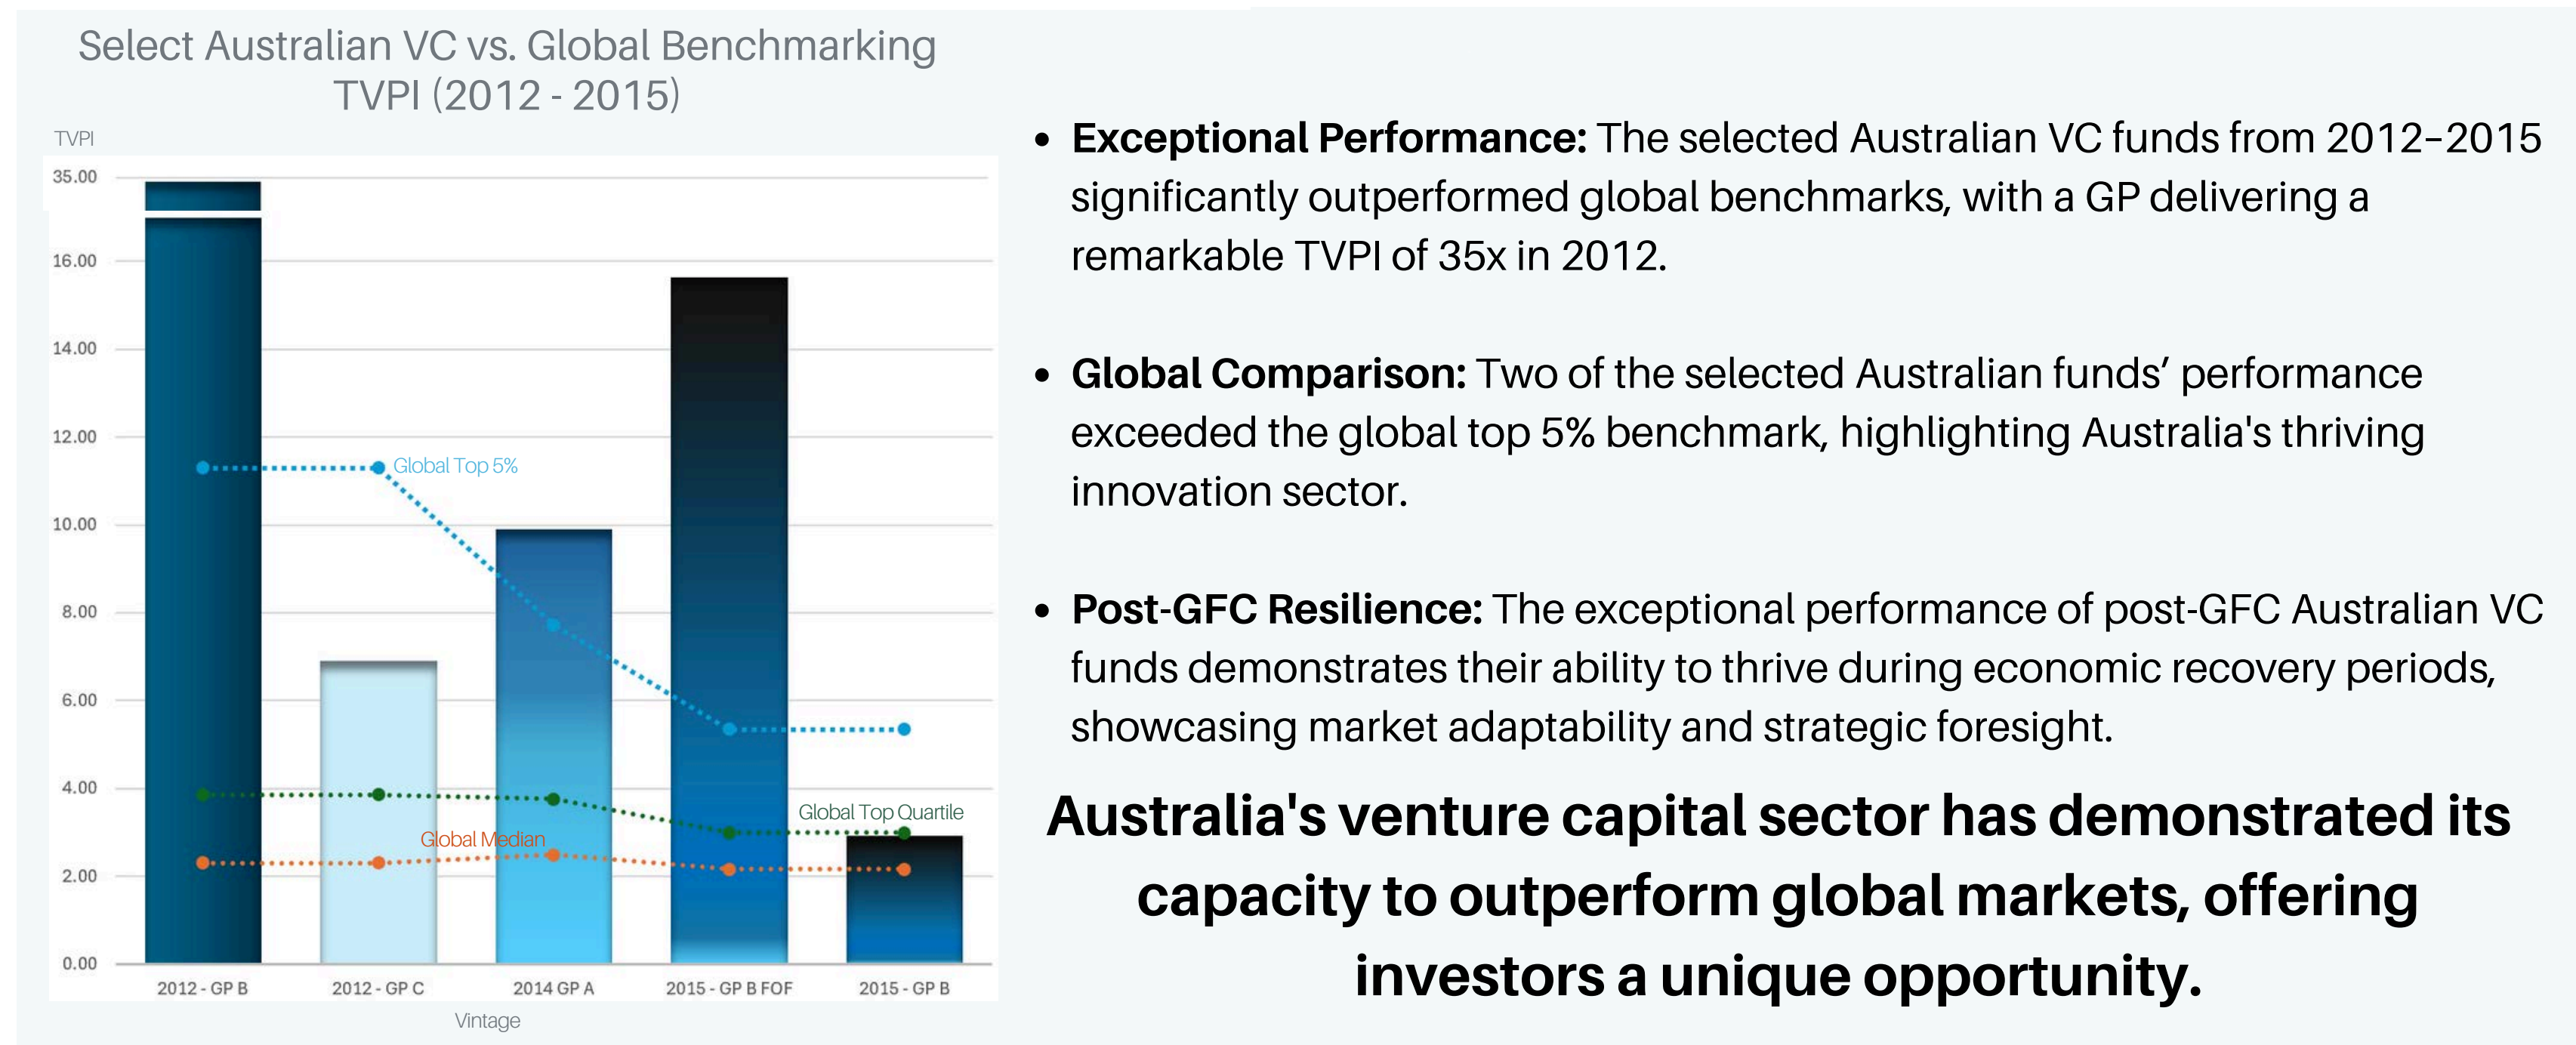 Select Australian VC vs. Global Benchmarking
TVPI (2012 - 2015)
TVPI
35.00
16.00
14.00
12.00
10.00
8.00
6.00
4.00
2.00
0.00
Global Top 5%
Global Top Quartile
Global Median
2012 - GP B
2012 - GP C
2014 GP A
2015 - GP B FOF
2015 - GP B
Vintage
• Exceptional Performance: The selected Australian VC funds from 2012–2015
significantly outperformed global benchmarks, with a GP delivering a
remarkable TVPI of 35x in 2012.
• Global Comparison: Two of the selected Australian funds’ performance
exceeded the global top 5% benchmark, highlighting Australia's thriving
innovation sector.
• Post-GFC Resilience: The exceptional performance of post-GFC Australian VC
funds demonstrates their ability to thrive during economic recovery periods,
showcasing market adaptability and strategic foresight.
Australia's venture capital sector has demonstrated its
capacity to outperform global markets, offering
investors a unique opportunity.